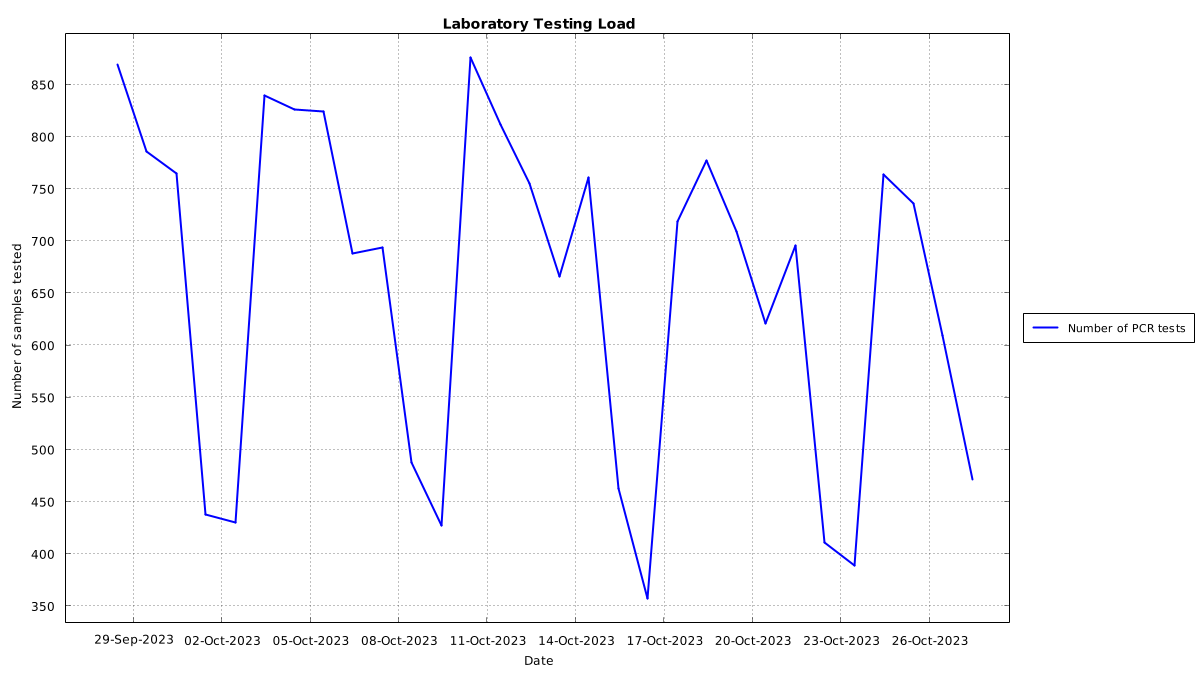 Laboratory Testing Load
850
800
750
700
650
600
550
500
450
400
350
Number of samples tested
29-Sep-2023 02-Oct-2023 05-Oct-2023 08-Oct-2023 11-Oct-2023 14-Oct-2023 17-Oct-2023 20-Oct-2023 23-Oct-2023 26-Oct-2023
Date
Number of PCR tests